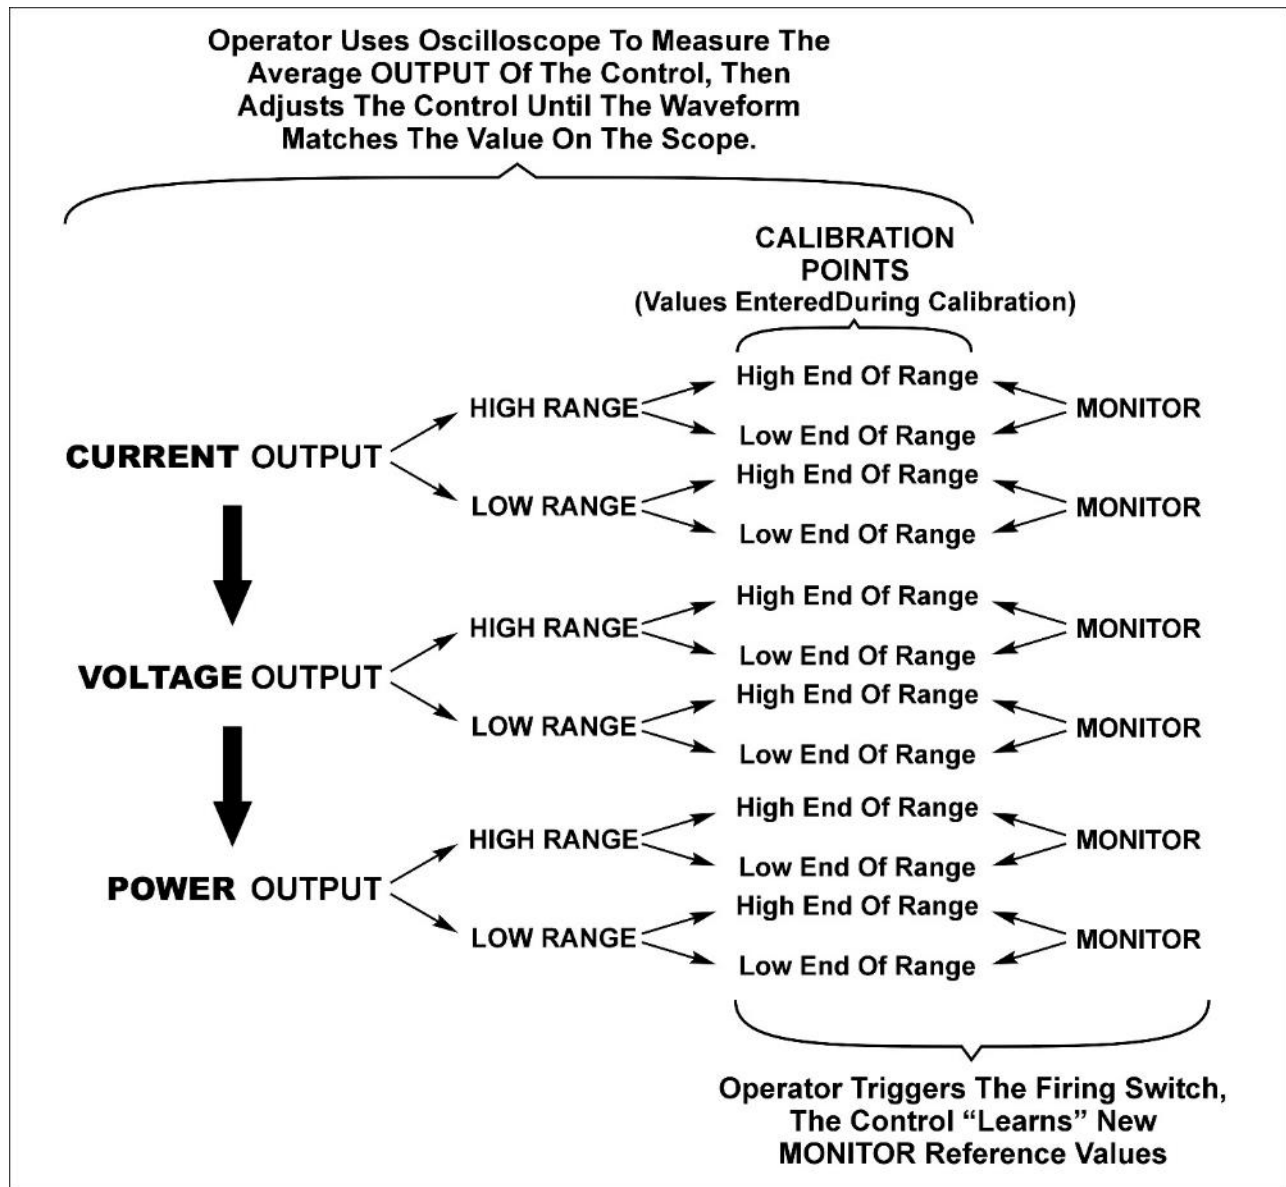 Operator Uses Oscilloscope To Measure The
Average OUTPUT Of The Control, Then
Adjusts The Control Until The Waveform
Matches The Value On The Scope.
CALIBRATION
POINTS
(Values EnteredDuring Calibration)
High End Of Range
HIGH RANGE
MONITOR
Low End Of Range
CURRENT OUTPUT
High End Of Range
LOW RANGE
MONITOR
Low End Of Range
High End Of Range
HIGH RANGE
MONITOR
Low End Of Range
VOLTAGE OUTPUT
High End Of Range
LOW RANGE
MONITOR
Low End Of Range
High End Of Range
HIGH RANGE
MONITOR
Low End Of Range
POWER OUTPUT
High End Of Range
LOW RANGE
MONITOR
Low End Of Range
Operator Triggers The Firing Switch,
The Control “Learns” New
MONITOR Reference Values